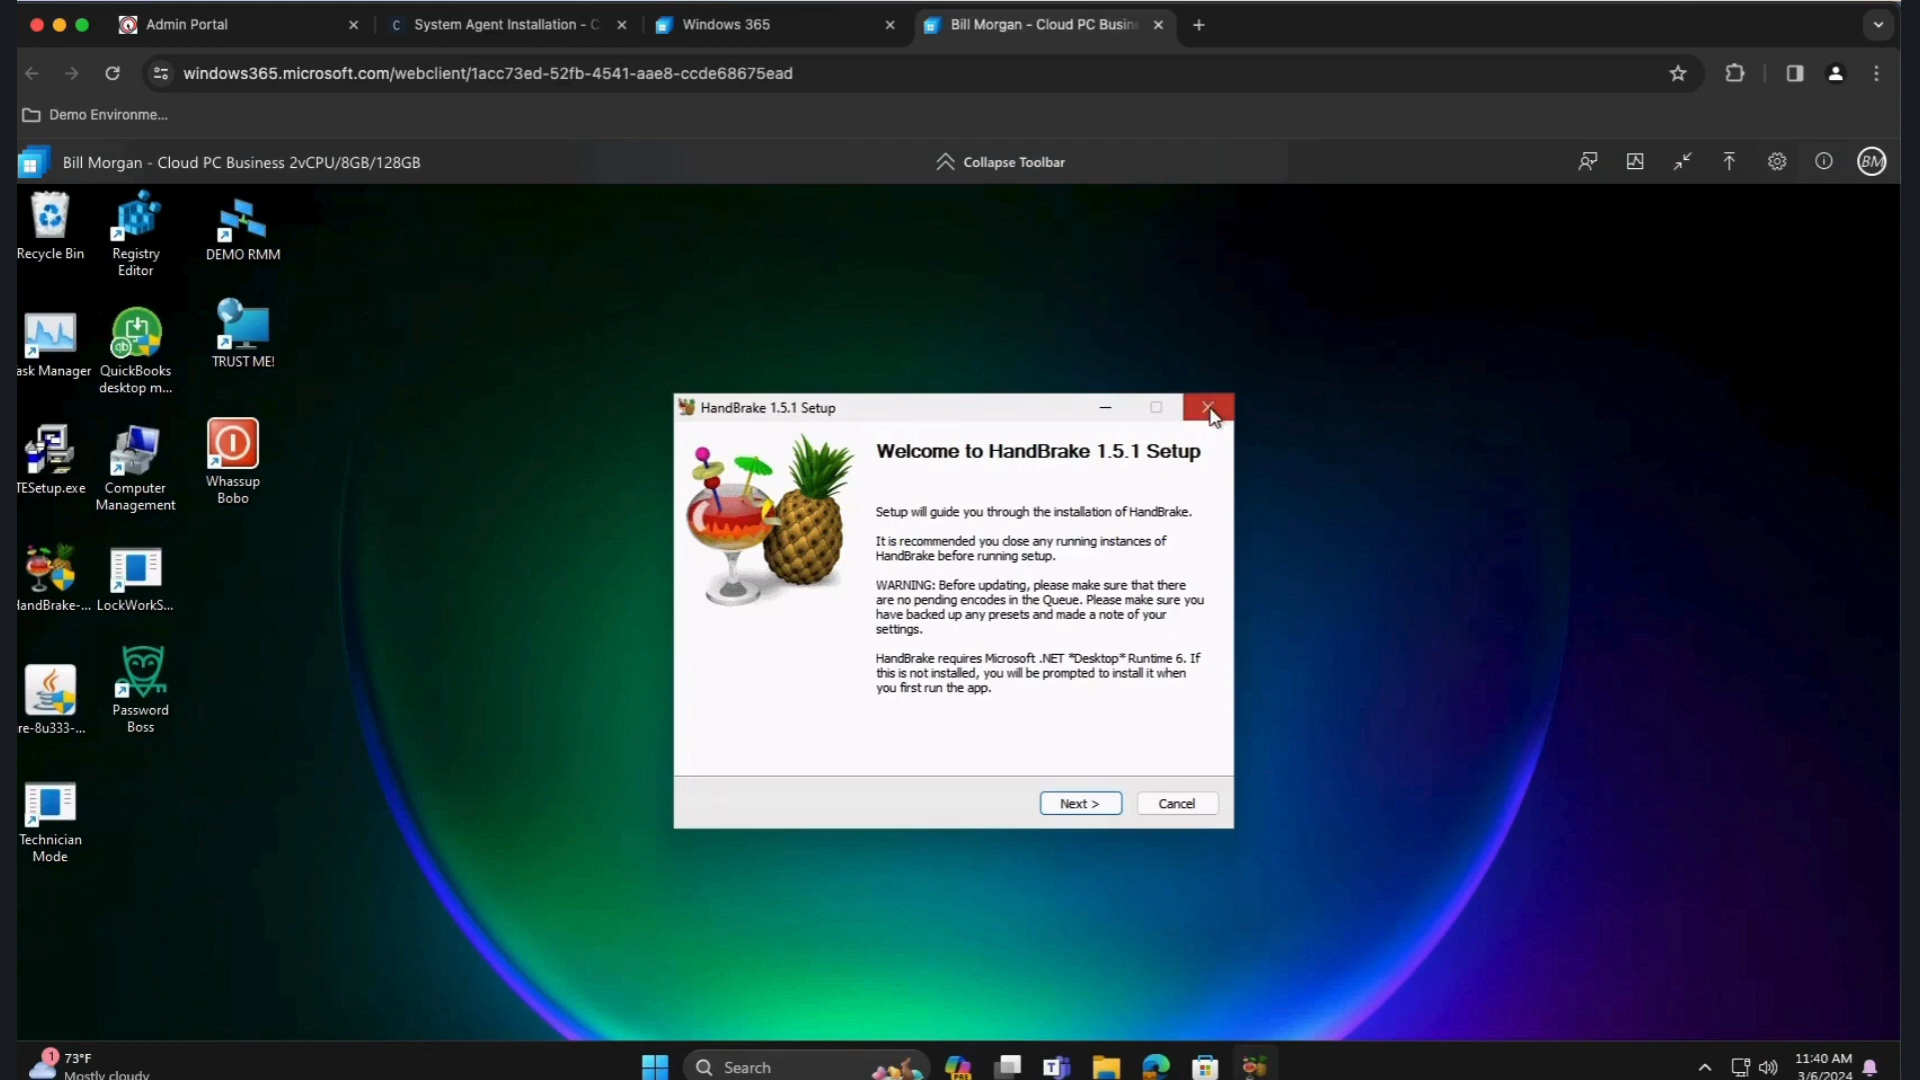 Admin Portal
System Agent Installation - C
Windows 365
Bill Morgan - Cloud PC Busin
windows365.microsoft.com/webclient/1acc73ed-52fb-4541-aae8-ccde68675ead
Demo Environme...
Bill Morgan - Cloud PC Business 2vCPU/8GB/128GB
Collapse Toolbar
BM
Recycle Bin
Registry
Editor
DEMO RMM
ask Manager
QuickBooks
desktop m...
TRUST ME!
TESetup.exe
Computer
Management
Whassup
Bobo
HandBrake-...
LockWorkS...
re-8u333-...
Password
Boss
Technician
Mode
HandBrake 1.5.1 Setup
Welcome to HandBrake 1.5.1 Setup
Setup will guide you through the installation of HandBrake.
It is recommended you close any running instances of
HandBrake before running setup.
WARNING: Before updating, please make sure that there
are no pending encodes in the Queue. Please make sure you
have backed up any presets and made a note of your
settings.
HandBrake requires Microsoft .NET *Desktop* Runtime 6. If
this is not installed, you will be prompted to install it when
you first run the app.
Next >
Cancel
1
73°F
Mostly cloudy
Search
PRE
11:40 AM
3/6/2024